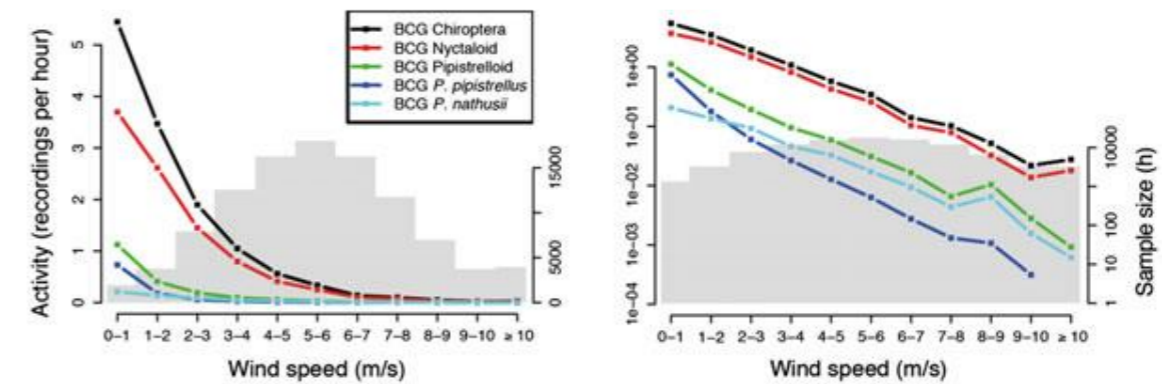 BCG Chiroptera
BCG Nyctaloid
BCG Pipistrelloid
BCG P. pipistrellus
BCG P. nathusii
Activity (recordings per hour)
5
4
3
2
1
0
15000
5000
0
0–1 1–2 2–3 3–4 4–5 5–6 6–7 7–8 8–9 9–10 ≥ 10
Wind speed (m/s)
1e+00
1e-01
1e-02
1e-03
1e-04
10000
100
10
1
Sample size (h)
0–1 1–2 2–3 3–4 4–5 5–6 6–7 7–8 8–9 9–10 ≥ 10
Wind speed (m/s)